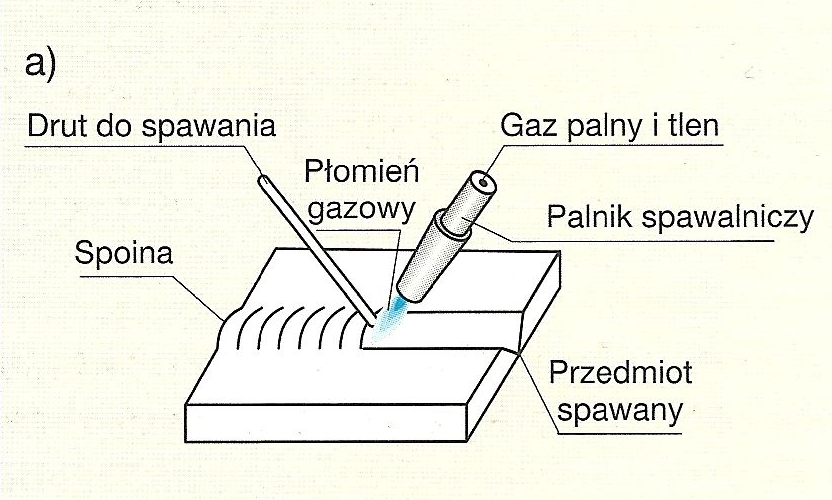 a)
Drut do spawania
Gaz palny i tlen
Płomień
gazowy
Palnik spawalniczy
Spoina
Przedmiot
spawany